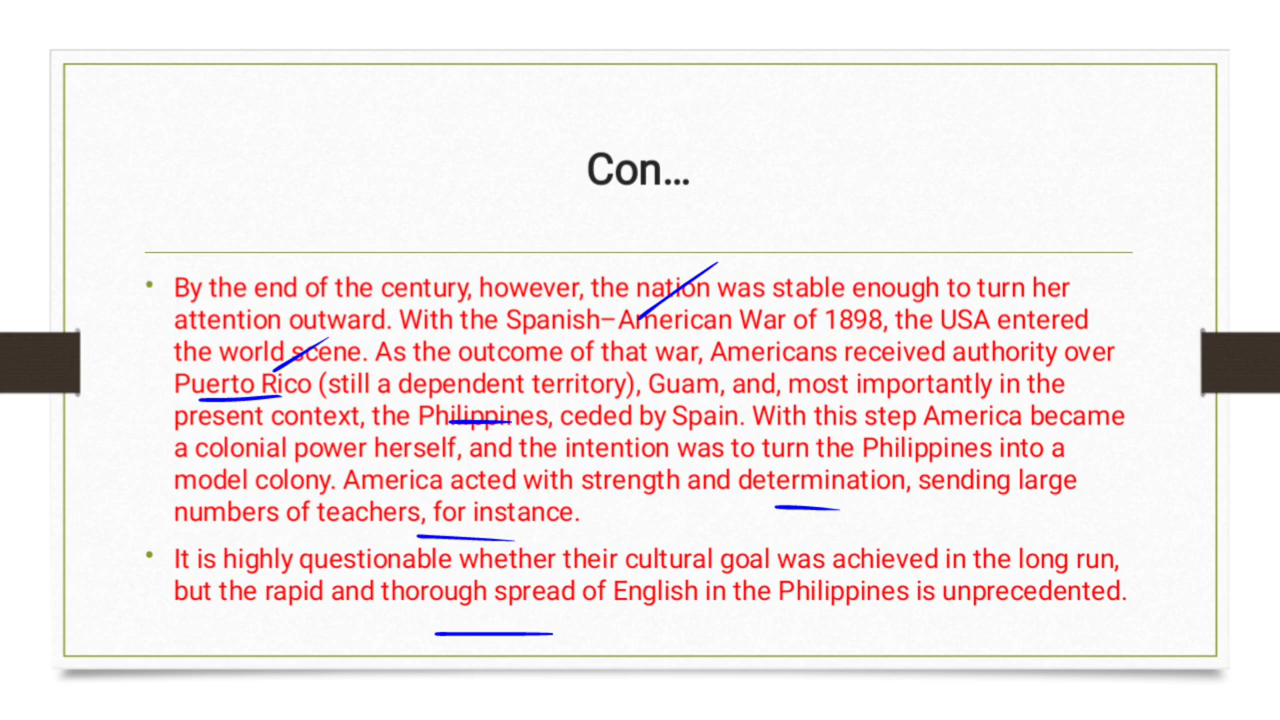 Con...
• By the end of the century, however, the nation was stable enough to turn her
attention outward. With the Spanish–American War of 1898, the USA entered
the world scene. As the outcome of that war, Americans received authority over
Puerto Rico (still a dependent territory), Guam, and, most importantly in the
present context, the Philippines, ceded by Spain. With this step America became
a colonial power herself, and the intention was to turn the Philippines into a
model colony. America acted with strength and determination, sending large
numbers of teachers, for instance.
• It is highly questionable whether their cultural goal was achieved in the long run,
but the rapid and thorough spread of English in the Philippines is unprecedented.